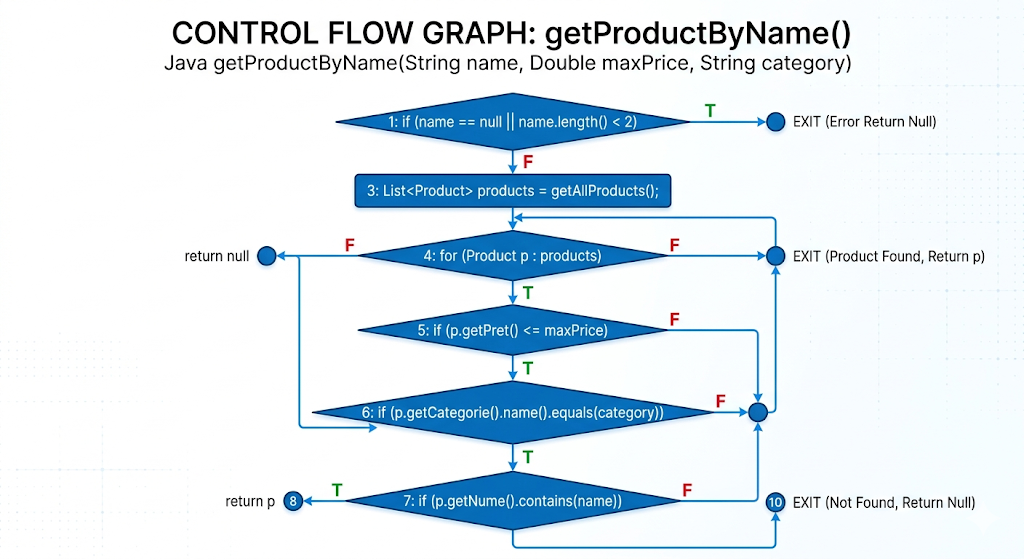 CONTROL FLOW GRAPH: getProductByName()
Java getProductByName(String name, Double maxPrice, String category)
1: if (name == null || name.length() < 2)
T
EXIT (Error Return Null)
F
3: List<Product> products = getAllProducts();
return null
F
4: for (Product p : products)
F
EXIT (Product Found, Return p)
T
5: if (p.getPret() <= maxPrice)
F
T
6: if (p.getCategorie().name().equals(category))
F
T
return p
8
T
7: if (p.getNume().contains(name))
F
10
EXIT (Not Found, Return Null)